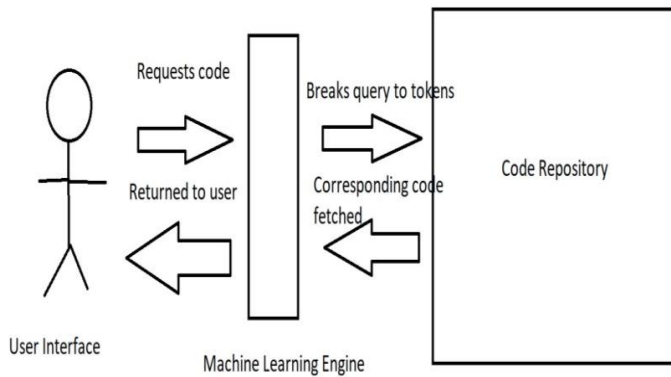 Requests code
Breaks query to tokens
Returned to user
Corresponding code
fetched
Code Repository
User Interface
Machine Learning Engine